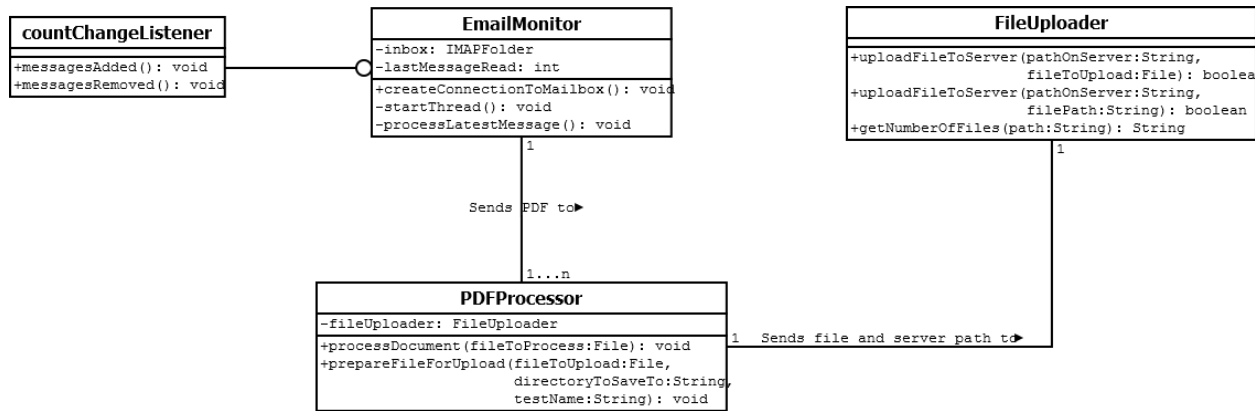 countChangeListener
+messagesAdded(): void
+messagesRemoved(): void
EmailMonitor
-inbox: IMAPFolder
-lastMessageRead: int
+createConnectionToMailbox(): void
-startThread(): void
-processLatestMessage(): void
FileUploader
+uploadFileToServer(pathOnServer:String,
fileToUpload:File): boolea
+uploadFileToServer(pathOnServer:String,
filePath:String): boolean
+getNumberOfFiles(path:String): String
1
1
Sends PDF to
1...n
PDFProcessor
-fileUploader: FileUploader
+processDocument(fileToProcess:File): void
+prepareFileForUpload(fileToUpload:File,
directoryToSaveTo:String,
testName:String): void
1 Sends file and server path to